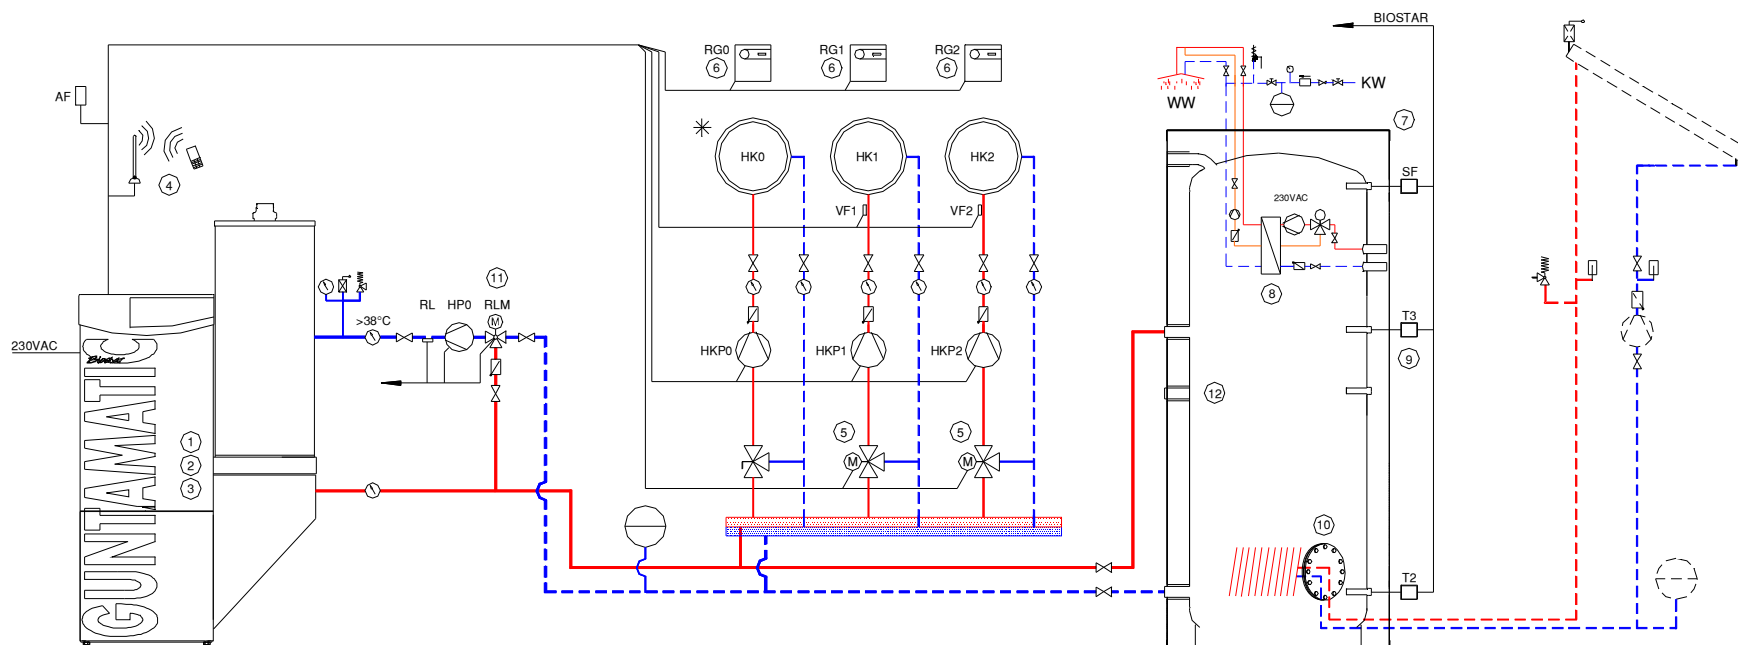 BIOSTAR
RG0 RG1 RG2
6 6 6
AF
KW
WW
7
4
HK0 HK1 HK2
SF
VF1 VF2
230VAC
11
8
RL HP0 RLM
M
>38°C
T3
230VAC
HKP0 HKP1 HKP2
9
Biostar
12
5 5
1
2
3
M M
10
T2
GUNTAMATIC